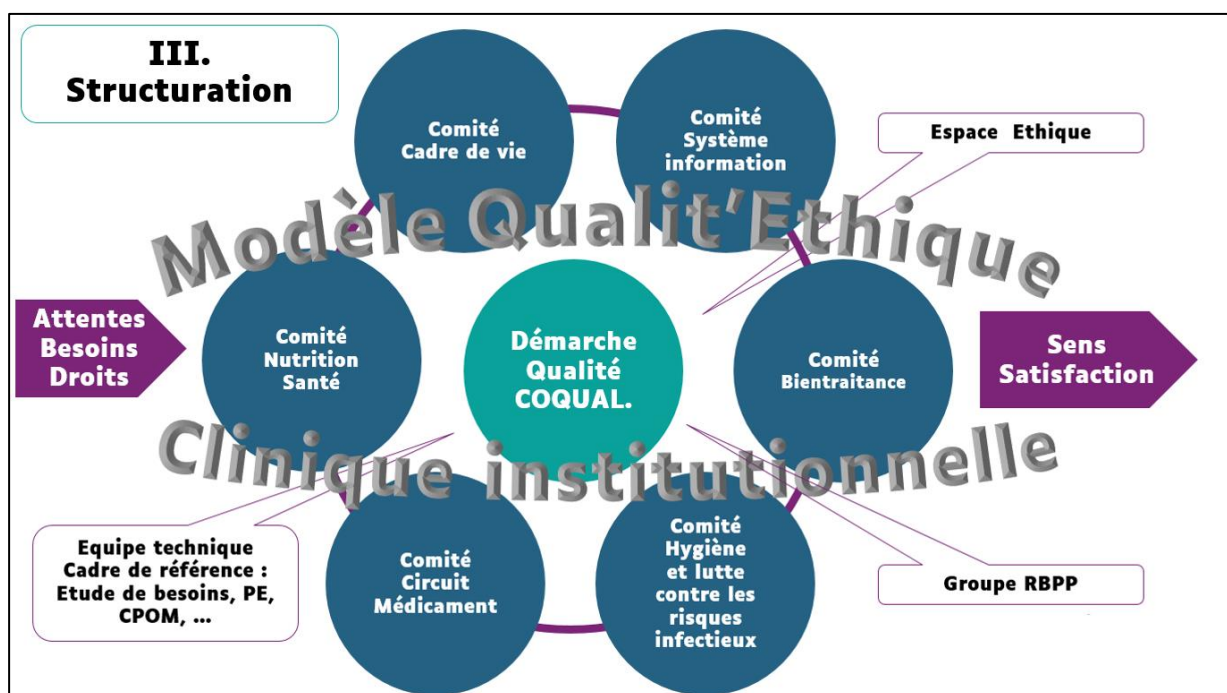 III.
Structuration
Comité
Cadre de vie
Comité
Système
information
Espace Ethique
Modèle Qualit'Ethique
Attentes
Besoins
Droits
Comité
Nutrition
Santé
Démarche
Qualité
COQUAL.
Comité
Bientraitance
Sens
Satisfaction
Clinique institutionnelle
Equipe technique
Cadre de référence :
Etude de besoins, PE,
CPOM, ...
Comité
Circuit
Médicament
Comité
Hygiène
et lutte
contre les
risques
infectieux
Groupe RBPP